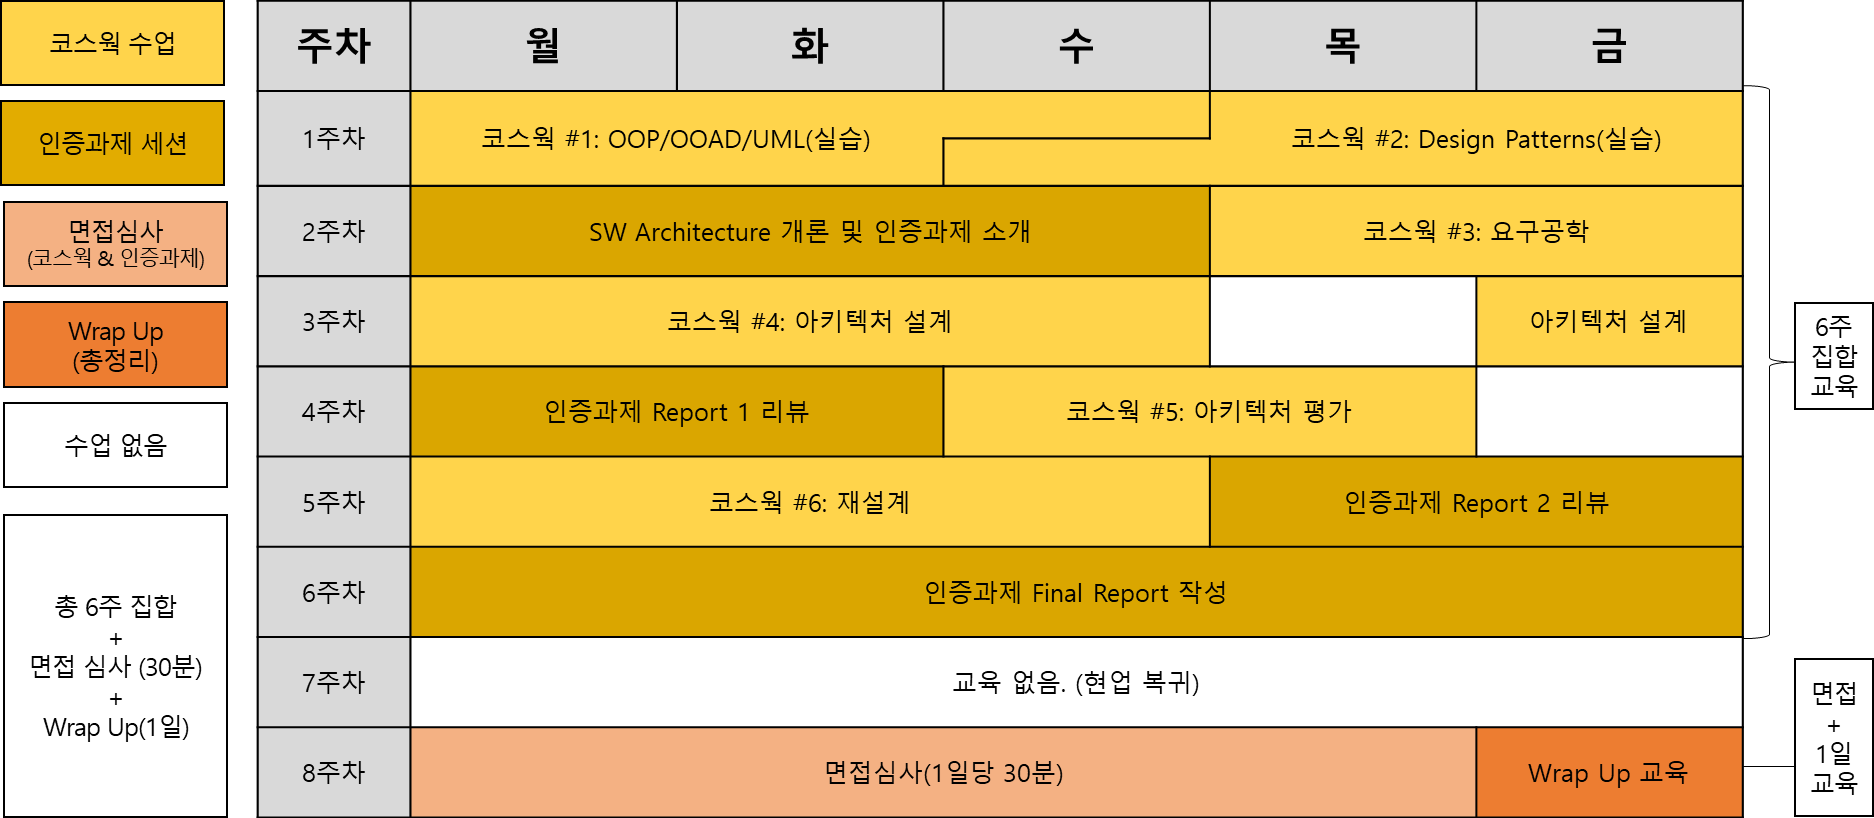 코스웍 수업
인증과제 세션
면접심사
(코스웍 & 인증과제)
Wrap Up
(총정리)
수업 없음
총 6주 집합
+
면접 심사 (30분)
+
Wrap Up(1일)
주차
월
화
수
목
금
1주차
코스웍 #1: OOP/OOAD/UML(실습)
코스웍 #2: Design Patterns(실습)
2주차
SW Architecture 개론 및 인증과제 소개
코스웍 #3: 요구공학
3주차
코스웍 #4: 아키텍처 설계
아키텍처 설계
4주차
인증과제 Report 1 리뷰
코스웍 #5: 아키텍처 평가
5주차
코스웍 #6: 재설계
인증과제 Report 2 리뷰
6주차
인증과제 Final Report 작성
7주차
교육 없음. (현업 복귀)
8주차
면접심사(1일당 30분)
Wrap Up 교육
6주
집합
교육
면접
+
1일
교육